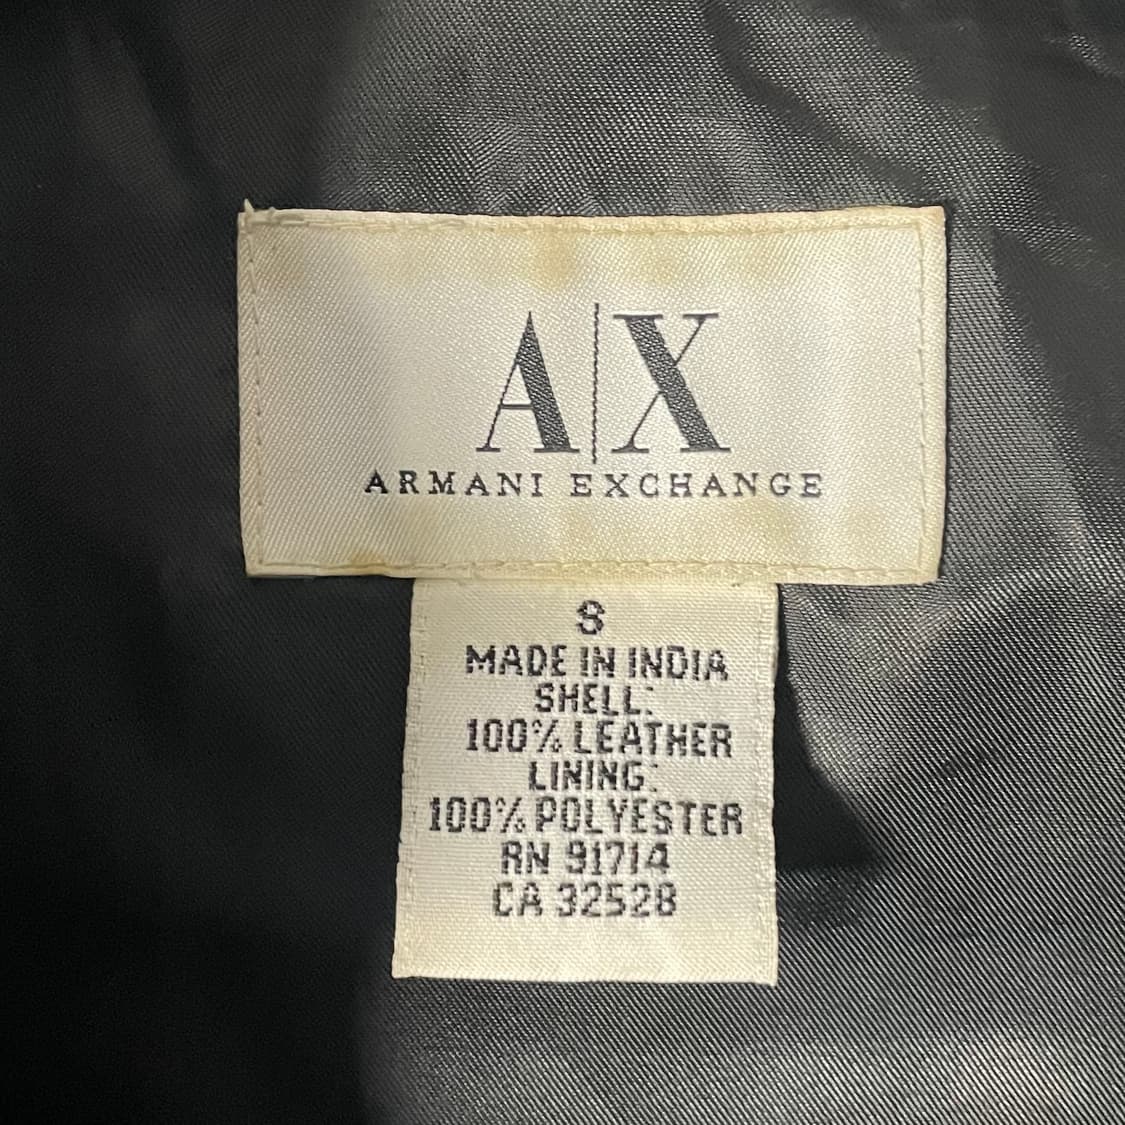 A|X
ARMANI EXCHANGE
S
MADE IN INDIA
SHELL:
100% LEATHER
LINING:
100% POLYESTER
RN 91714
CA 32528